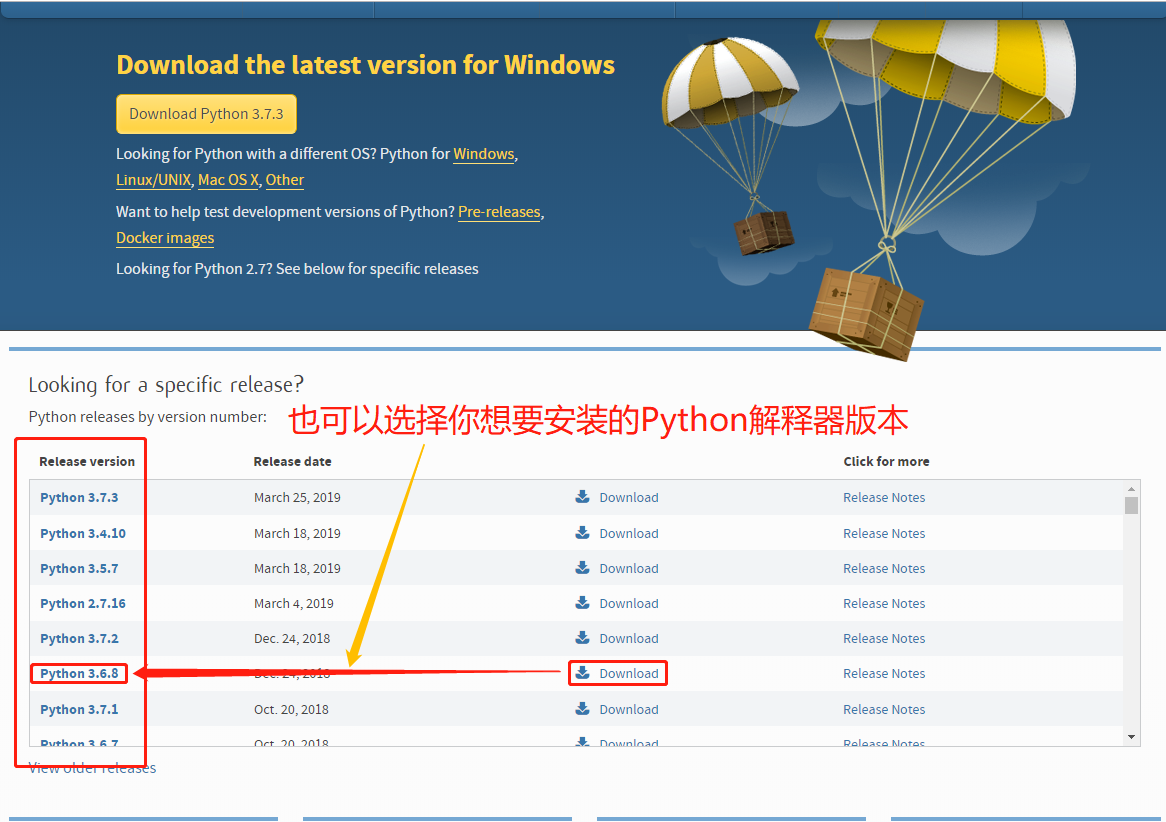 Download the latest version for Windows
Download Python 3.7.3
Looking for Python with a different OS? Python for Windows,
Linux/UNIX, Mac OS X, Other
Want to help test development versions of Python? Pre-releases,
Docker images
Looking for Python 2.7? See below for specific releases
Looking for a specific release?
Python releases by version number:
也可以选择你想要安装的Python解释器版本
Release version Release date Click for more
Python 3.7.3 March 25, 2019 Download Release Notes
Python 3.4.10 March 18, 2019 Download Release Notes
Python 3.5.7 March 18, 2019 Download Release Notes
Python 2.7.16 March 4, 2019 Download Release Notes
Python 3.7.2 Dec. 24, 2018 Download Release Notes
Python 3.6.8 Dec. 24, 2018 Download Release Notes
Python 3.7.1 Oct. 20, 2018 Download Release Notes
Python 3.6.7 Oct. 20, 2018 Download Release Notes
View older releases